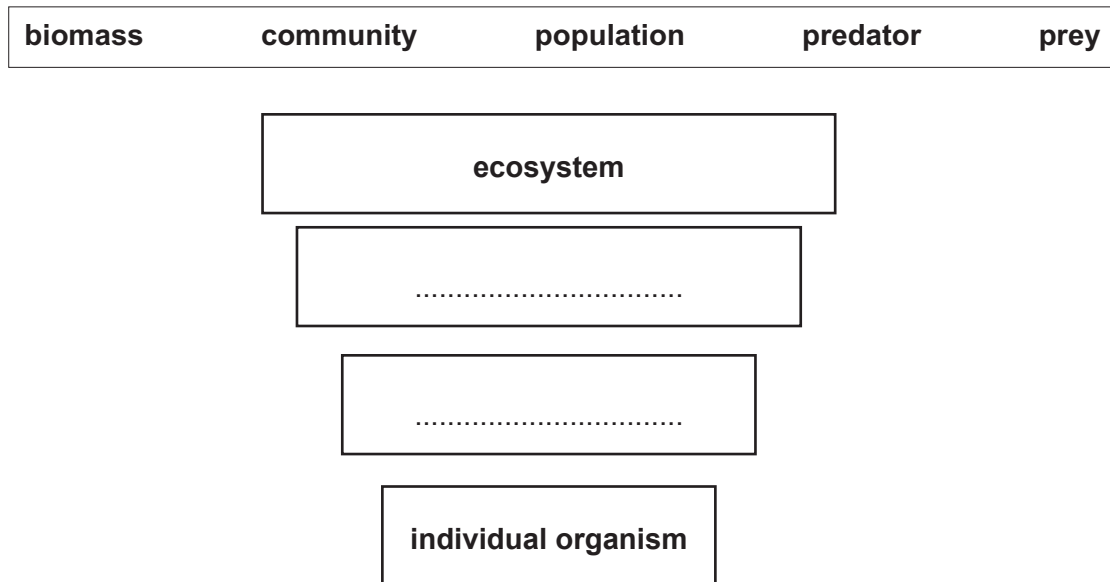 biomass community population predator prey
ecosystem
.................................
.................................
individual organism